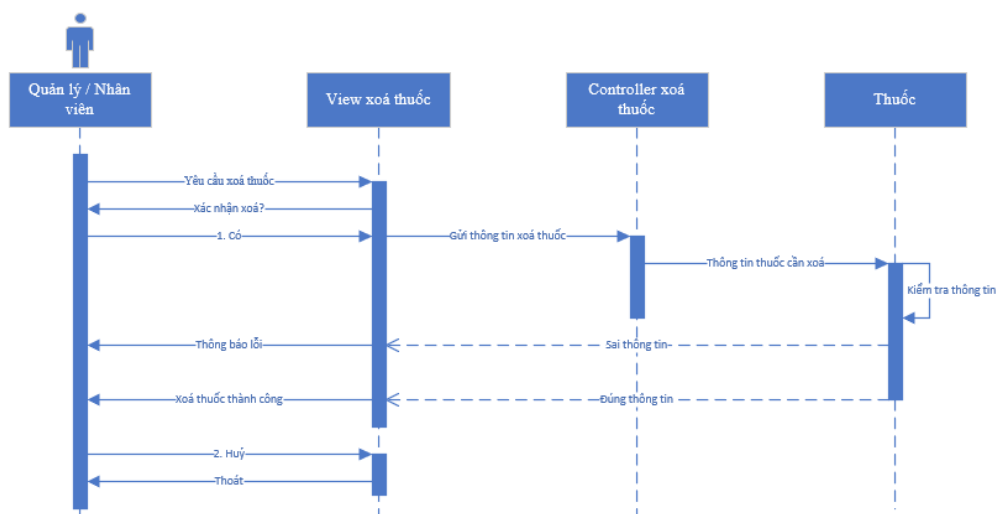 Quản lý / Nhân
viên
View xoá thuốc
Controller xoá
thuốc
Thuốc
Yêu cầu xoá thuốc
Xác nhận xoá?
1. Có
Gửi thông tin xoá thuốc
Thông tin thuốc cần xoá
Kiểm tra thông tin
Thông báo lỗi
Sai thông tin
Xoá thuốc thành công
Đúng thông tin
2. Huỷ
Thoát